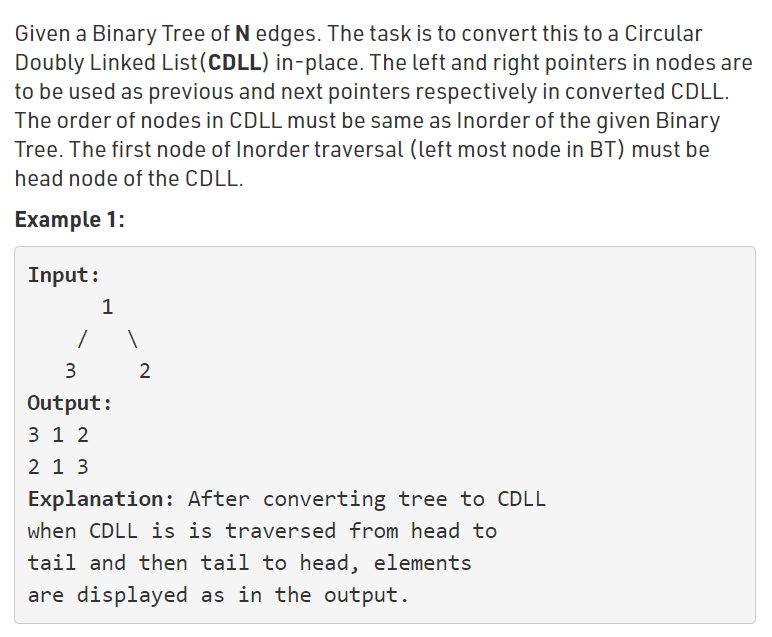 Given a Binary Tree of N edges. The task is to convert this to a Circular
Doubly Linked List(CDLL) in-place. The left and right pointers in nodes are
to be used as previous and next pointers respectively in converted CDLL.
The order of nodes in CDLL must be same as Inorder of the given Binary
Tree. The first node of Inorder traversal (left most node in BT) must be
head node of the CDLL.
Example 1:
Input:
      1
    /   \
   3     2
Output:
3 1 2
2 1 3
Explanation: After converting tree to CDLL
when CDLL is is traversed from head to
tail and then tail to head, elements
are displayed as in the output.